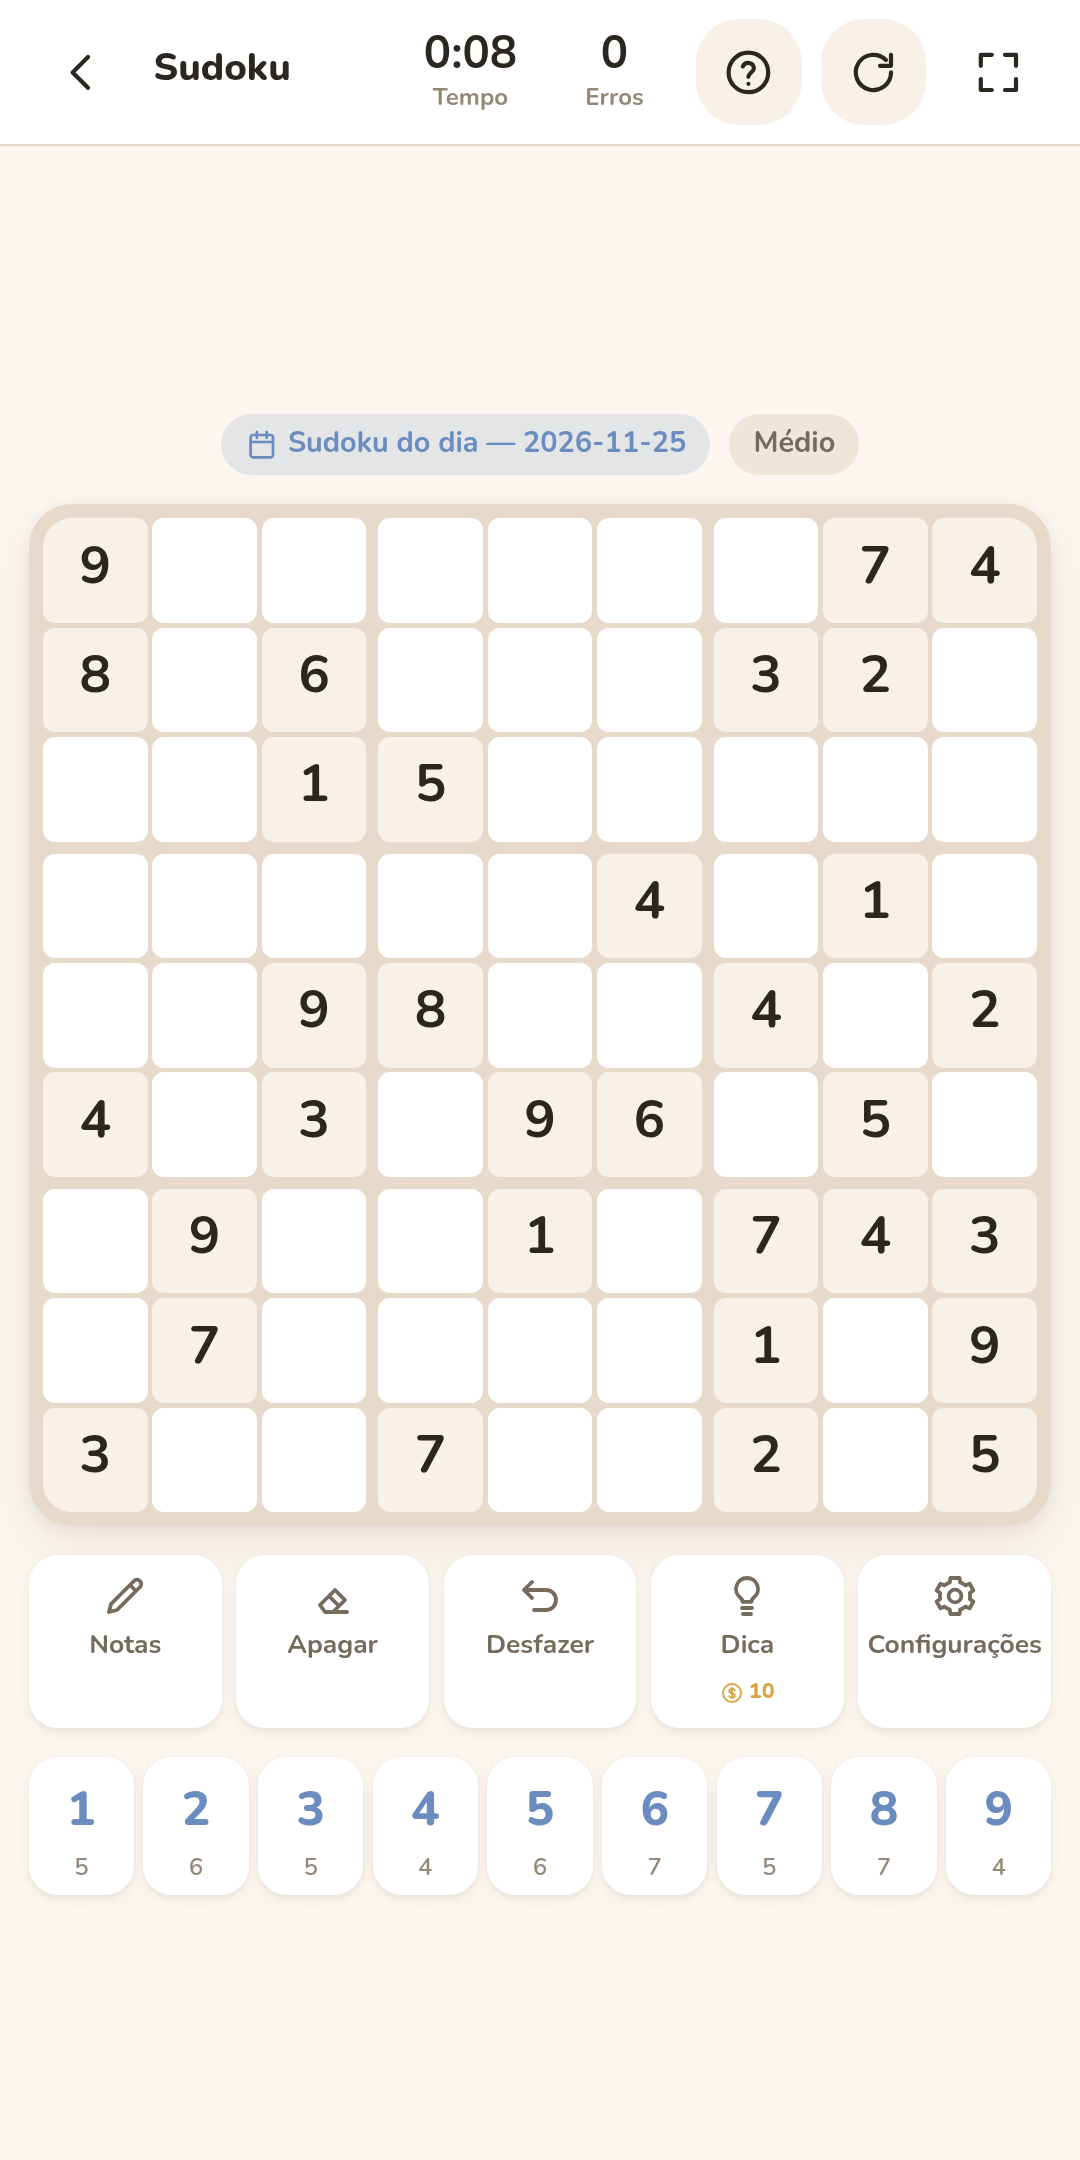 Sudoku
0:08
Tempo
0
Erros
Sudoku do dia — 2026-11-25
Médio
9 7 4
8 6 3 2
1 5
4 1
9 8 4 2
4 3 9 6 5
9 1 7 4 3
7 1 9
3 7 2 5
Notas
Apagar
Desfazer
Dica
10
Configurações
1 2 3 4 5 6 7 8 9
5 6 5 4 6 7 5 7 4